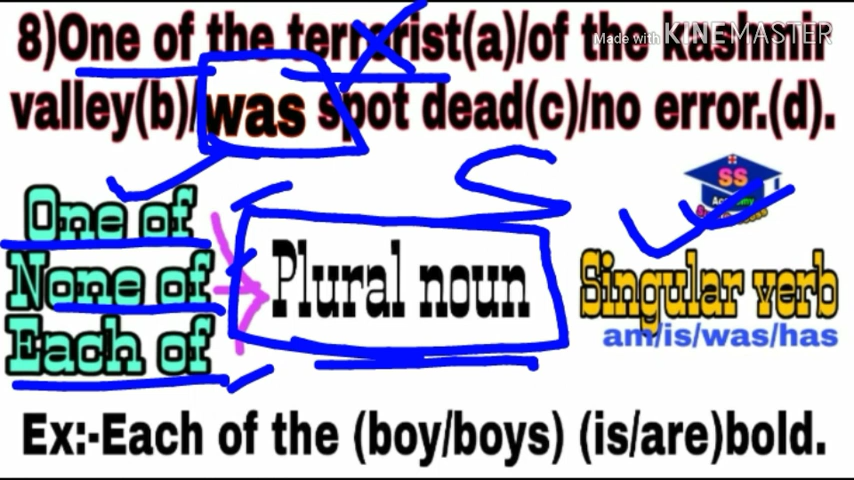 8)One of the terrorist(a)/of the kashmir
Made with KINEMASTER
valley(b)/was spot dead(c)/no error.(d).
SS
Academy
One of
None of
Each of
Plural noun
Singular verb
am/is/was/has
Ex:-Each of the (boy/boys) (is/are)bold.